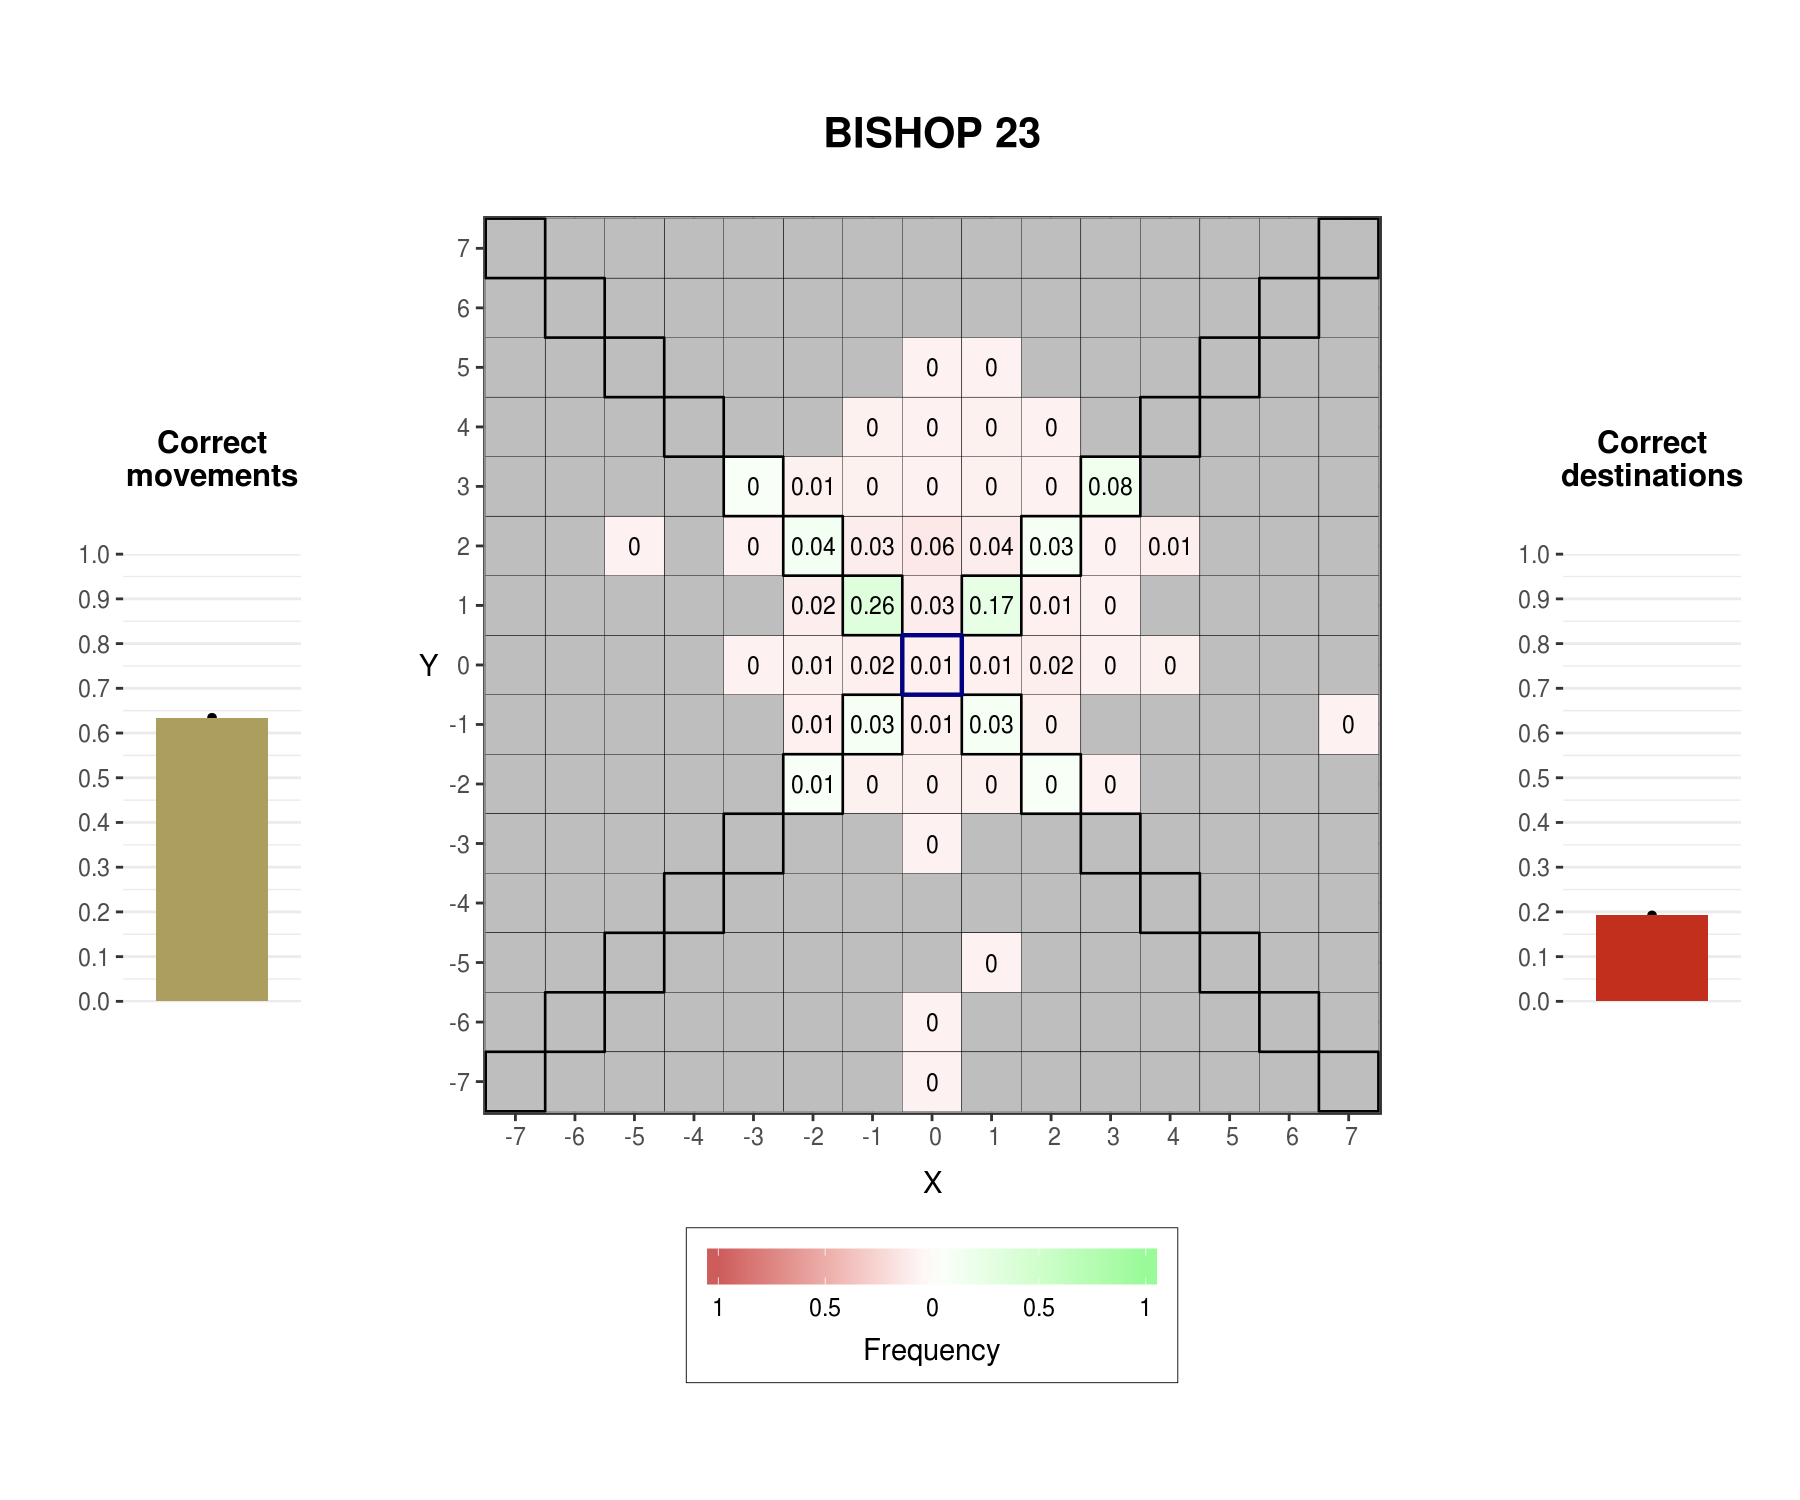 BISHOP 23
Correct
movements
1.0
0.9
0.8
0.7
0.6
0.5
0.4
0.3
0.2
0.1
0.0
Y
7
6
5 0 0
4 0 0 0 0
3 0 0.01 0 0 0 0 0.08
2 0 0 0.04 0.03 0.06 0.04 0.03 0 0.01
1 0.02 0.26 0.03 0.17 0.01 0
0 0 0.01 0.02 0.01 0.01 0.02 0 0
-1 0.01 0.03 0.01 0.03 0 0
-2 0.01 0 0 0 0 0
-3 0
-4
-5 0
-6 0
-7 0
-7 -6 -5 -4 -3 -2 -1 0 1 2 3 4 5 6 7
X
1 0.5 0 0.5 1
Frequency
Correct
destinations
1.0
0.9
0.8
0.7
0.6
0.5
0.4
0.3
0.2
0.1
0.0